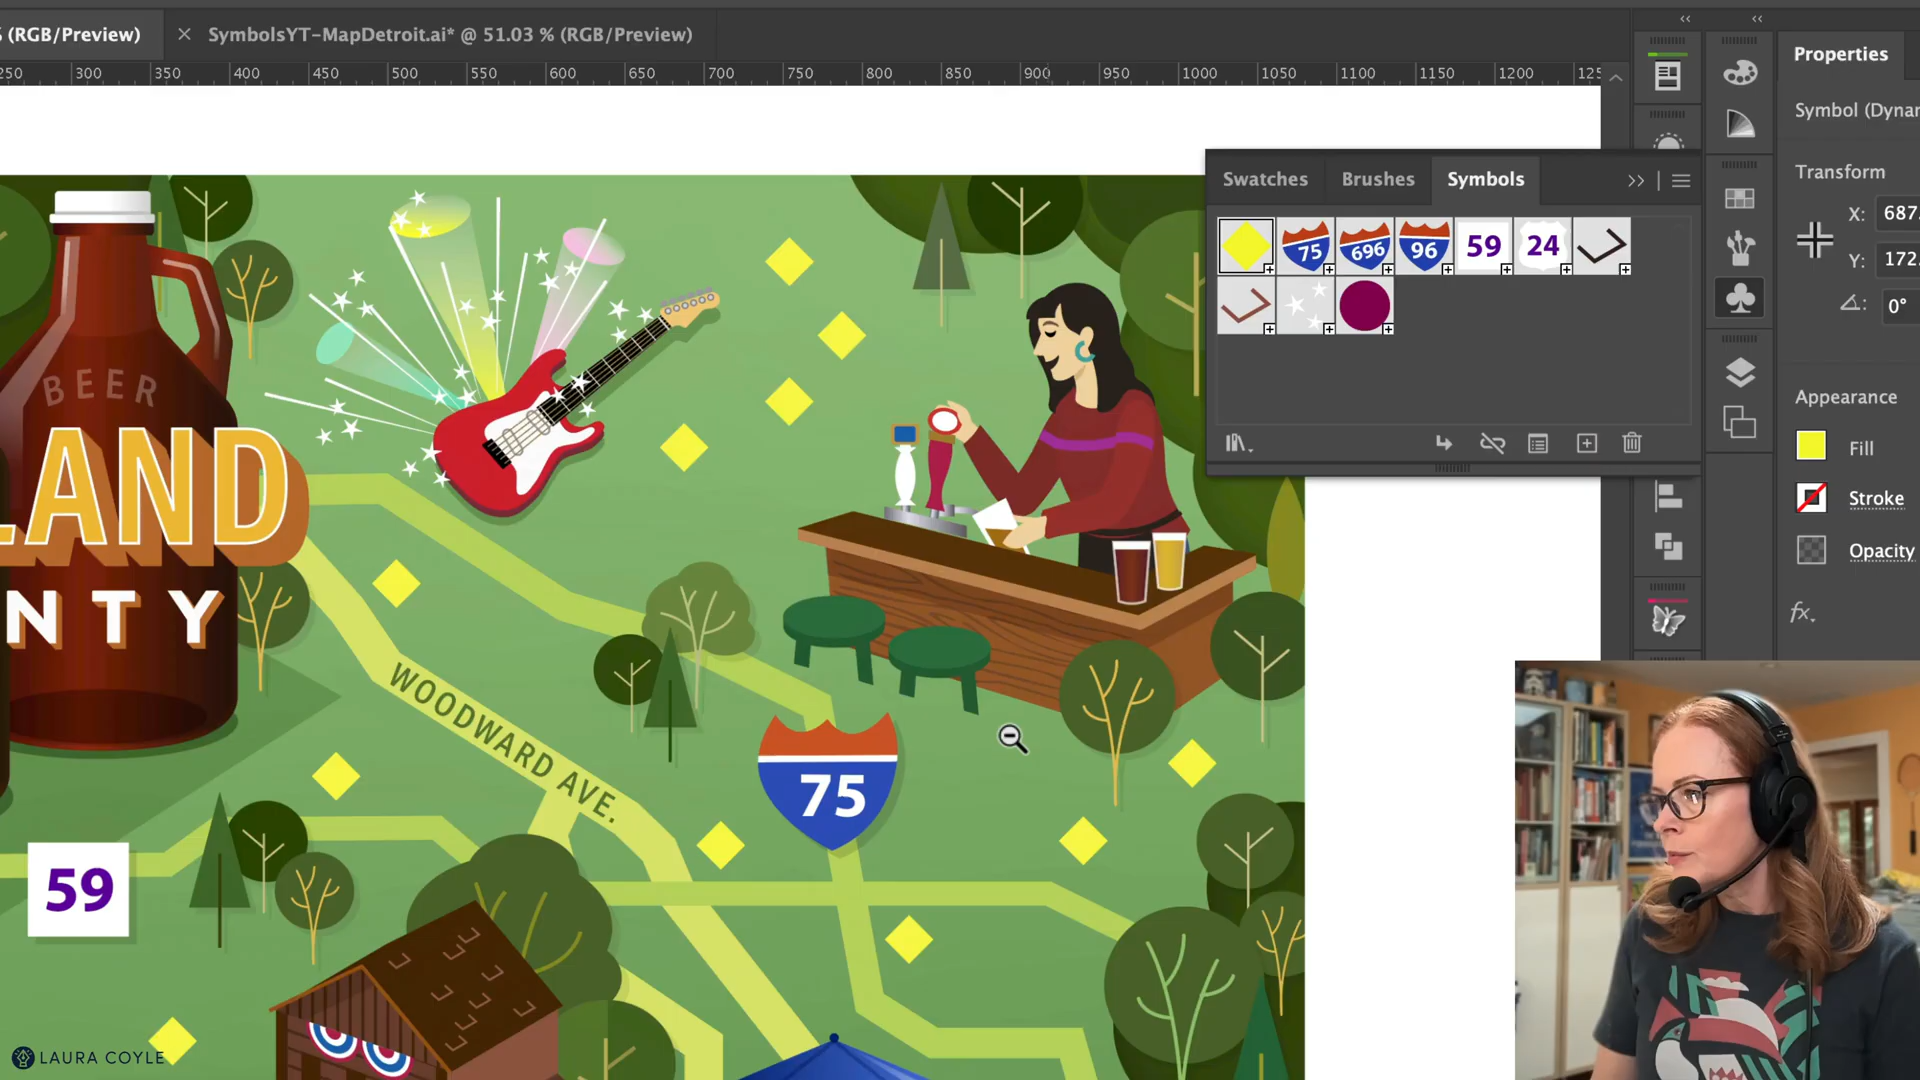 (RGB/Preview)
SymbolsYT-MapDetroit.ai* @ 51.03 % (RGB/Preview)
250 300 350 400 450 500 550 600 650 700 750 800 850 900 950 1000 1050 1100 1150 1200
Properties
Symbol (Dynar
Transform
X: 687.
Y: 172.
0°
Appearance
Fill
Stroke
Opacity
fx.
Swatches Brushes Symbols
75 696 96 59 24
BEER
LAND
NTY
WOODWARD AVE.
75
59
LAURA COYLE